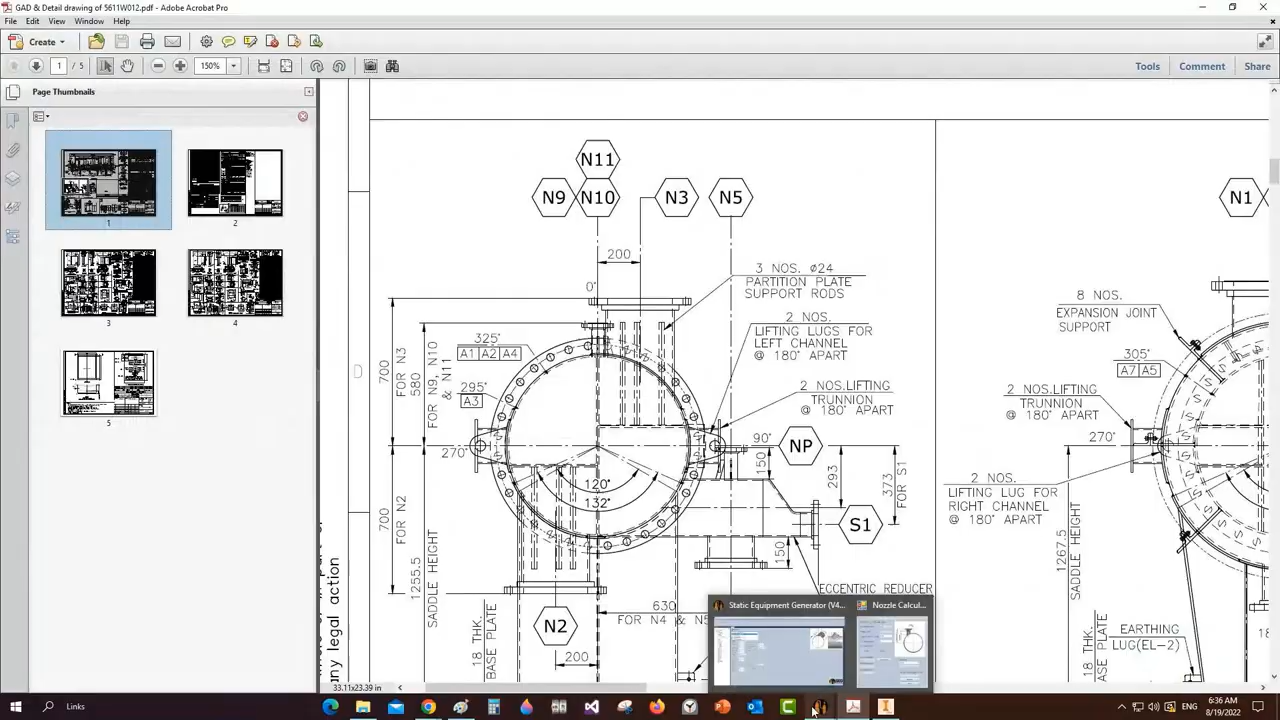 GAD & Detail drawing of 5611W012.pdf - Adobe Acrobat Pro
File Edit View Window Help
Create
1 / 5 150% Tools Comment Share
Page Thumbnails
1
2
3
4
5
N11
N9 N10 N3 N5
N1
200
0°
3 NOS. ø24
PARTITION PLATE
SUPPORT RODS
2 NOS.
LIFTING LUGS FOR
LEFT CHANNEL
@ 180° APART
2 NOS.LIFTING
TRUNNION
@ 180° APART
325°
A1 A2 A4
295°
A3
700
FOR N3
580
FOR N9, N10
& N11
270°
90°
NP
120°
132°
150
293
373
FOR S1
S1
150
ECCENTRIC REDUCER
700
FOR N2
1255.5
SADDLE HEIGHT
18 THK.
BASE PLATE
N2
200
630
FOR N4 & N5
8 NOS.
EXPANSION JOINT
SUPPORT
305°
A7 A5
2 NOS.LIFTING
TRUNNION
@ 180° APART
270°
2 NOS.
LIFTING LUG FOR
RIGHT CHANNEL
@ 180° APART
1267.5
SADDLE HEIGHT
18 THK.
ASE PLATE
EARTHING
LUG(EL-2)
D
any legal action
Static Equipment Generator (V4...
Nozzle Calcul...
33.11x23.39 in
Links
6:36 AM
8/19/2022